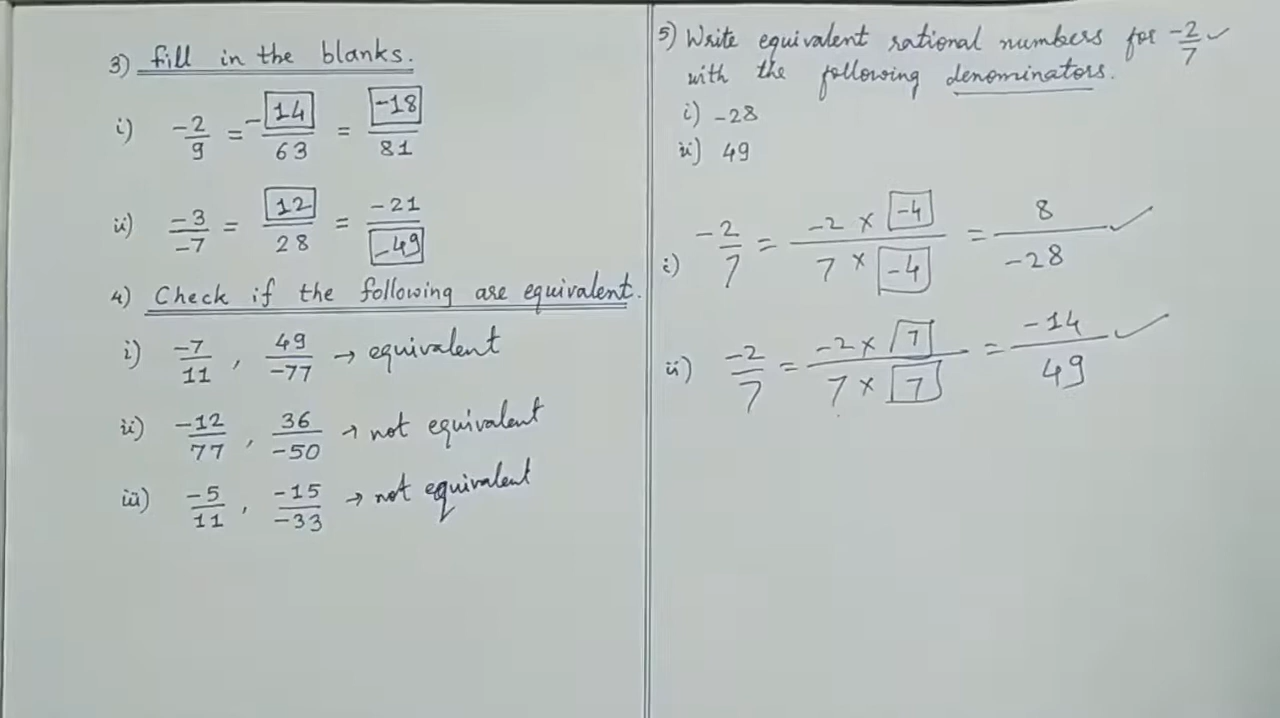 3) fill in the blanks.
i) -2/9 = -14/63 = -18/81
ii) -3/-7 = 12/28 = -21/-49
4) Check if the following are equivalent.
i) -7/11 , 49/-77 → equivalent
ii) -12/77 , 36/-50 → not equivalent
iii) -5/11 , -15/-33 → not equivalent
5) Write equivalent rational numbers for -2/7 ✓
with the following denominators.
i) -28
ii) 49
i) -2/7 = -2 × -4/7 × -4 = 8/-28 ✓
ii) -2/7 = -2 × 7/7 × 7 = -14/49 ✓